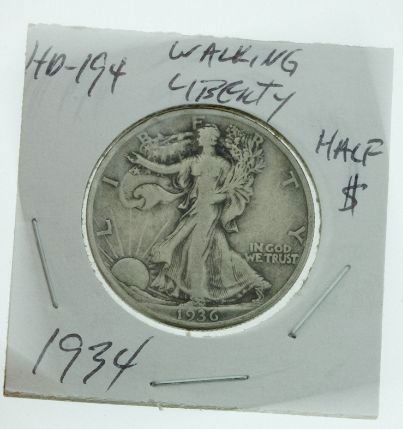 HD-194
WALKING
LIBERTY
HALF
$
LIBERTY
IN GOD
WE TRUST
1936
1934